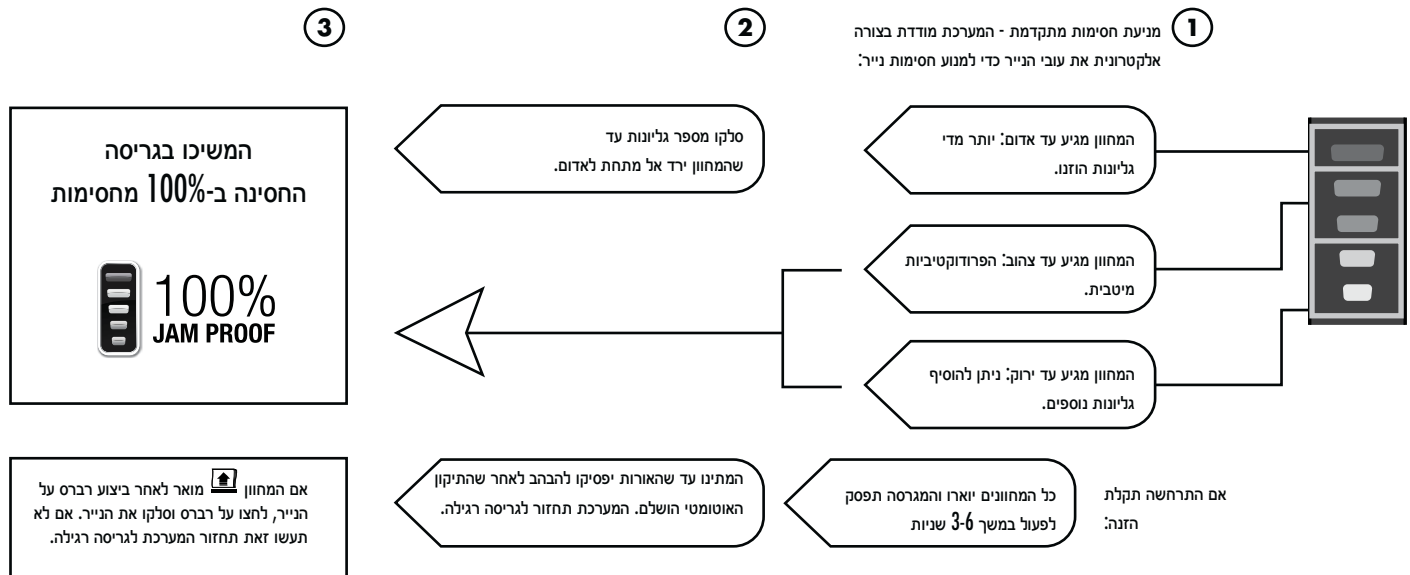 1
מניעת חסימות מתקדמת - המערכת מודדת בצורה
אלקטרונית את עובי הנייר כדי למנוע חסימות נייר:
המחוון מגיע עד אדום: יותר מדי
גליונות הוזנו.
המחוון מגיע עד צהוב: הפרודוקטיביות
מיטבית.
המחוון מגיע עד ירוק: ניתן להוסיף
גליונות נוספים.
2
סלקו מספר גליונות עד
שהמחוון ירד אל מתחת לאדום.
3
המשיכו בגריסה
החסינה ב-100% מחסימות
100%
JAM PROOF
אם התרחשה תקלת
הזנה:
כל המחוונים יוארו והמגרסה תפסק
לפעול במשך 3-6 שניות
המתינו עד שהאורות יפסיקו להבהב לאחר שהתיקון
האוטומטי הושלם. המערכת תחזור לגריסה רגילה.
אם המחוון מואר לאחר ביצוע רברס על
הנייר, לחצו על רברס וסלקו את הנייר. אם לא
תעשו זאת תחזור המערכת לגריסה רגילה.